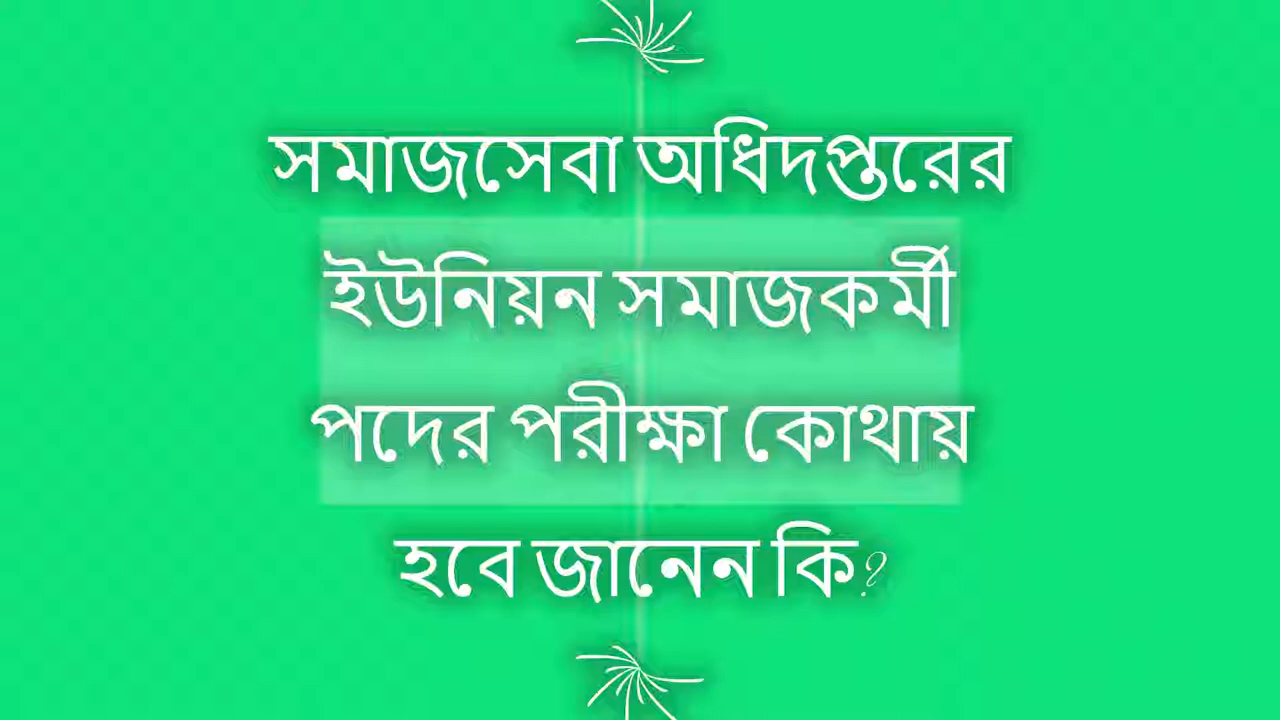 সমাজসেবা অধিদপ্তরের
ইউনিয়ন সমাজকর্মী
পদের পরীক্ষা কোথায়
হবে জানেন কি?